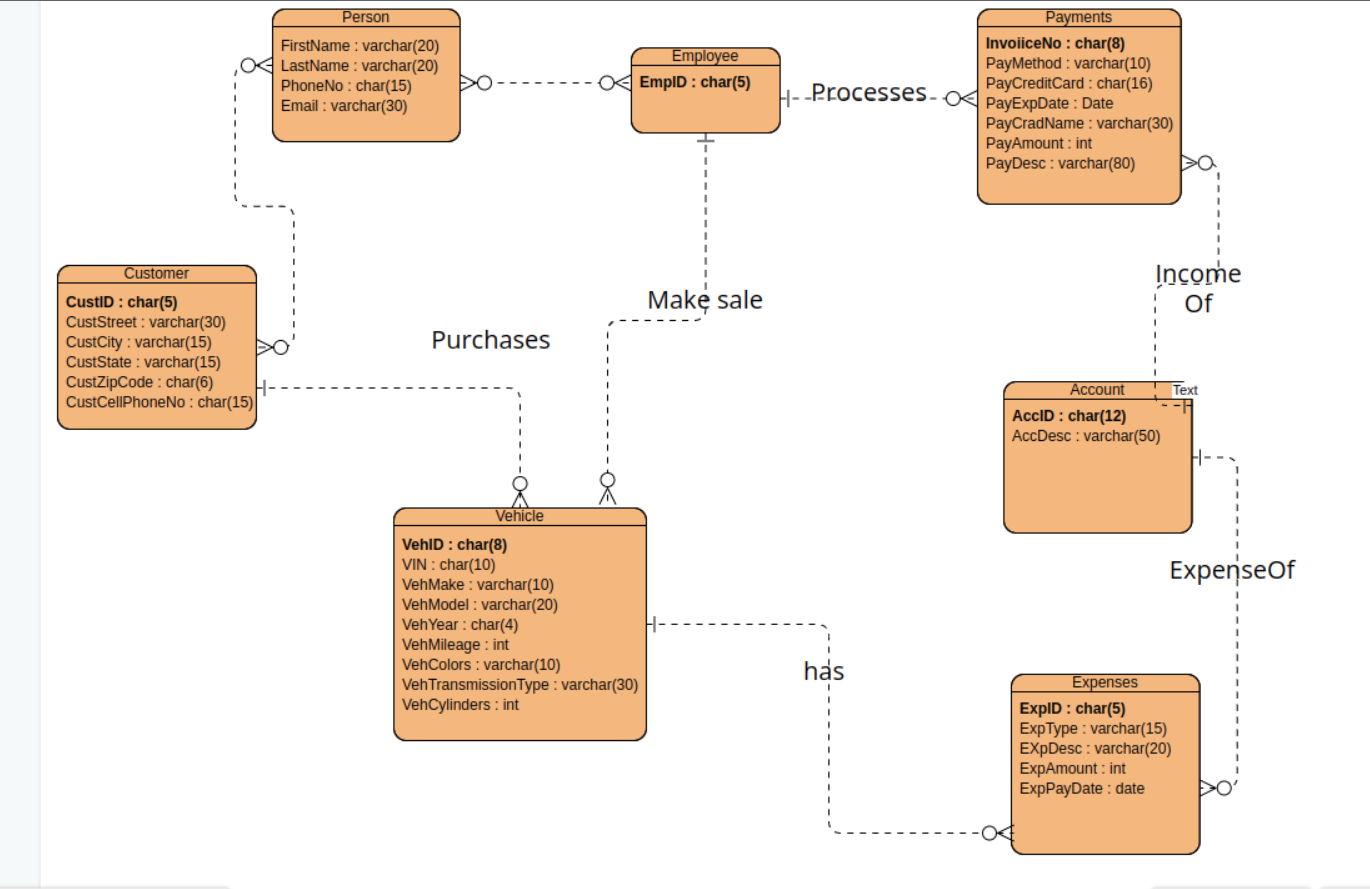 Person
FirstName : varchar(20)
LastName : varchar(20)
PhoneNo : char(15)
Email : varchar(30)
Employee
EmpID : char(5)
Processes
Payments
InvoiiceNo : char(8)
PayMethod : varchar(10)
PayCreditCard : char(16)
PayExpDate : Date
PayCradName : varchar(30)
PayAmount : int
PayDesc : varchar(80)
Customer
CustID : char(5)
CustStreet : varchar(30)
CustCity : varchar(15)
CustState : varchar(15)
CustZipCode : char(6)
CustCellPhoneNo : char(15)
Purchases
Make sale
Income
Of
Account
Text
AccID : char(12)
AccDesc : varchar(50)
ExpenseOf
Vehicle
VehID : char(8)
VIN : char(10)
VehMake : varchar(10)
VehModel : varchar(20)
VehYear : char(4)
VehMileage : int
VehColors : varchar(10)
VehTransmissionType : varchar(30)
VehCylinders : int
has
Expenses
ExpID : char(5)
ExpType : varchar(15)
EXpDesc : varchar(20)
ExpAmount : int
ExpPayDate : date